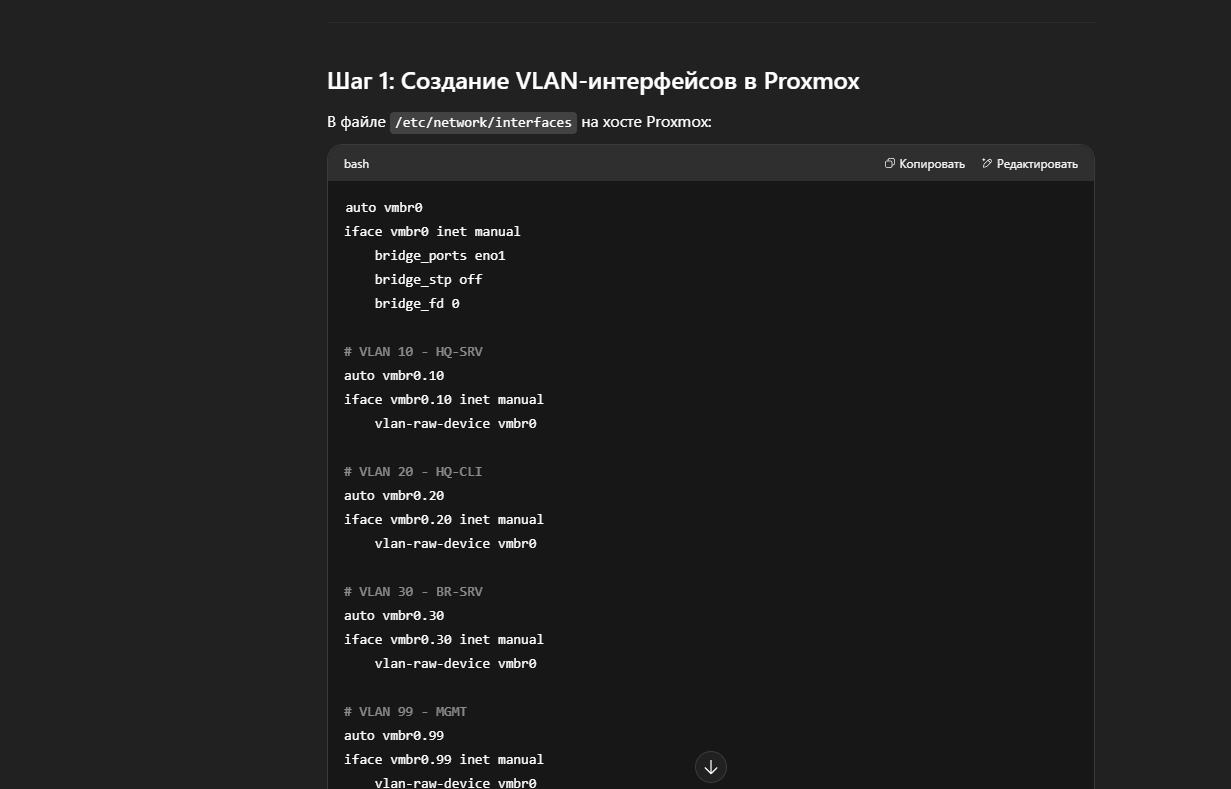 Шаг 1: Создание VLAN-интерфейсов в Proxmox
В файле /etc/network/interfaces на хосте Proxmox:
bash
Копировать
Редактировать
auto vmbr0
iface vmbr0 inet manual
    bridge_ports eno1
    bridge_stp off
    bridge_fd 0
# VLAN 10 - HQ-SRV
auto vmbr0.10
iface vmbr0.10 inet manual
    vlan-raw-device vmbr0
# VLAN 20 - HQ-CLI
auto vmbr0.20
iface vmbr0.20 inet manual
    vlan-raw-device vmbr0
# VLAN 30 - BR-SRV
auto vmbr0.30
iface vmbr0.30 inet manual
    vlan-raw-device vmbr0
# VLAN 99 - MGMT
auto vmbr0.99
iface vmbr0.99 inet manual
    vlan-raw-device vmbr0